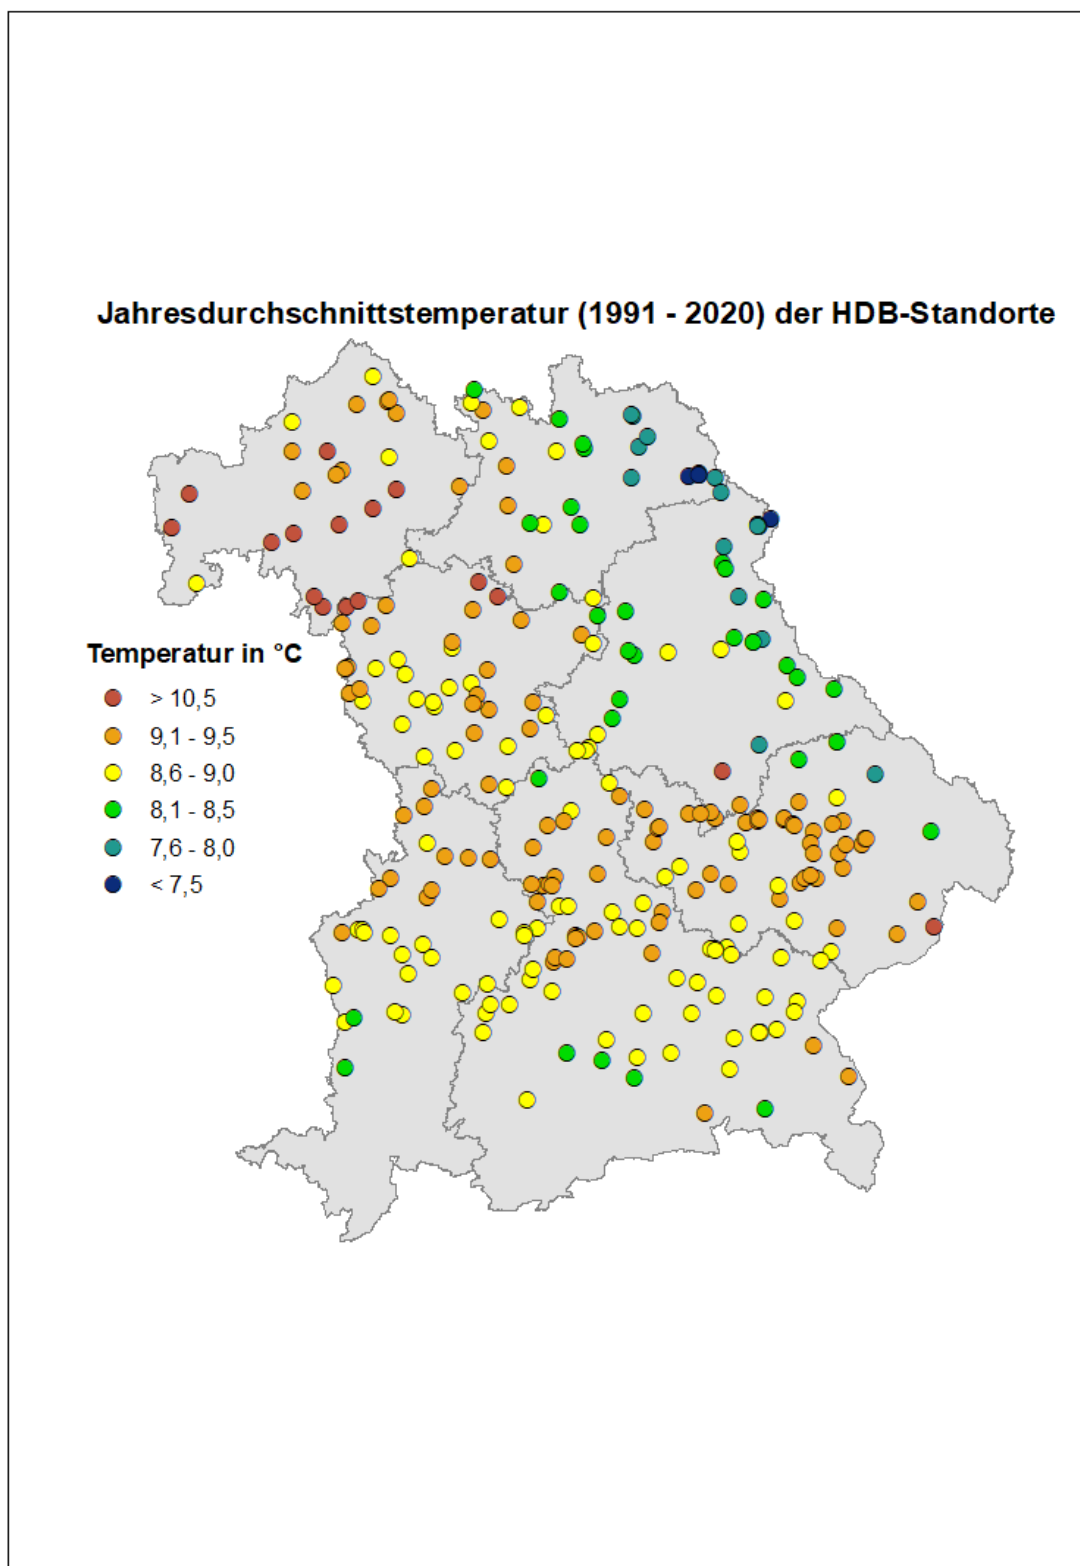 Jahresdurchschnittstemperatur (1991 - 2020) der HDB-Standorte
Temperatur in °C
> 10,5
9,1 - 9,5
8,6 - 9,0
8,1 - 8,5
7,6 - 8,0
< 7,5